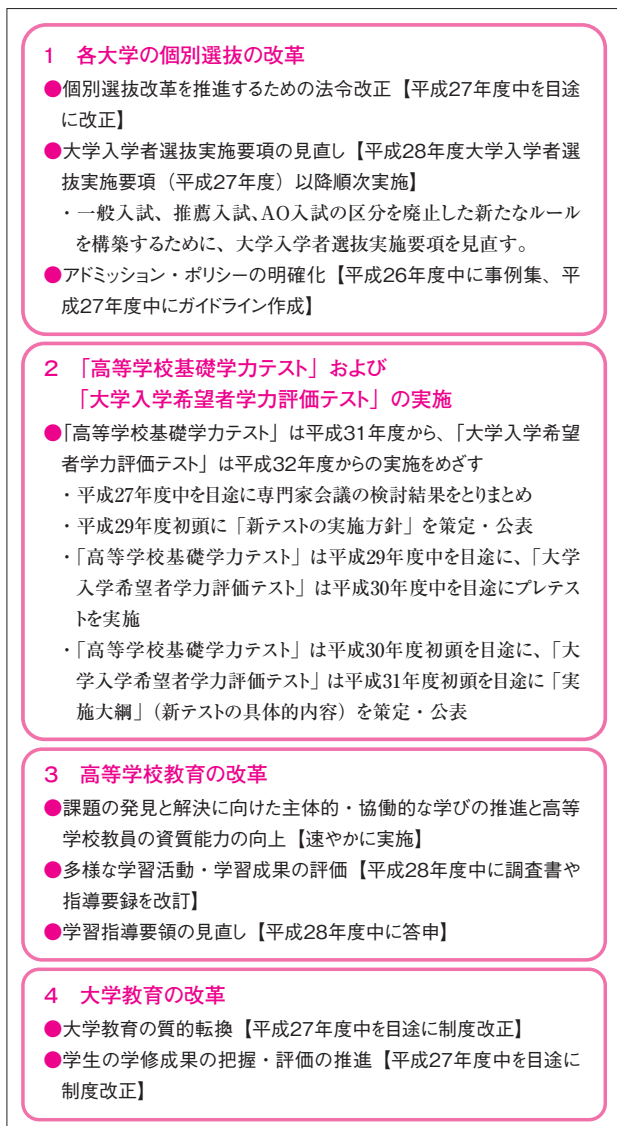 1 各大学の個別選抜の改革
●個別選抜改革を推進するための法令改正【平成27年度中を目途
に改正】
●大学入学者選抜実施要項の見直し【平成28年度大学入学者選
抜実施要項（平成27年度）以降順次実施】
・一般入試、推薦入試、AO入試の区分を廃止した新たなルール
を構築するために、大学入学者選抜実施要項を見直す。
●アドミッション・ポリシーの明確化【平成26年度中に事例集、平
成27年度中にガイドライン作成】
2 「高等学校基礎学力テスト」および
「大学入学希望者学力評価テスト」の実施
●「高等学校基礎学力テスト」は平成31年度から、「大学入学希望
者学力評価テスト」は平成32年度からの実施をめざす
・平成27年度中を目途に専門家会議の検討結果をとりまとめ
・平成29年度初頭に「新テストの実施方針」を策定・公表
・「高等学校基礎学力テスト」は平成29年度中を目途に、「大学
入学希望者学力評価テスト」は平成30年度中を目途にプレテス
トを実施
・「高等学校基礎学力テスト」は平成30年度初頭を目途に、「大
学入学希望者学力評価テスト」は平成31年度初頭を目途に「実
施大綱」（新テストの具体的内容）を策定・公表
3 高等学校教育の改革
●課題の発見と解決に向けた主体的・協働的な学びの推進と高等
学校教員の資質能力の向上【速やかに実施】
●多様な学習活動・学習成果の評価【平成28年度中に調査書や
指導要録を改訂】
●学習指導要領の見直し【平成28年度中に答申】
4 大学教育の改革
●大学教育の質的転換【平成27年度中を目途に制度改正】
●学生の学修成果の把握・評価の推進【平成27年度中を目途に
制度改正】